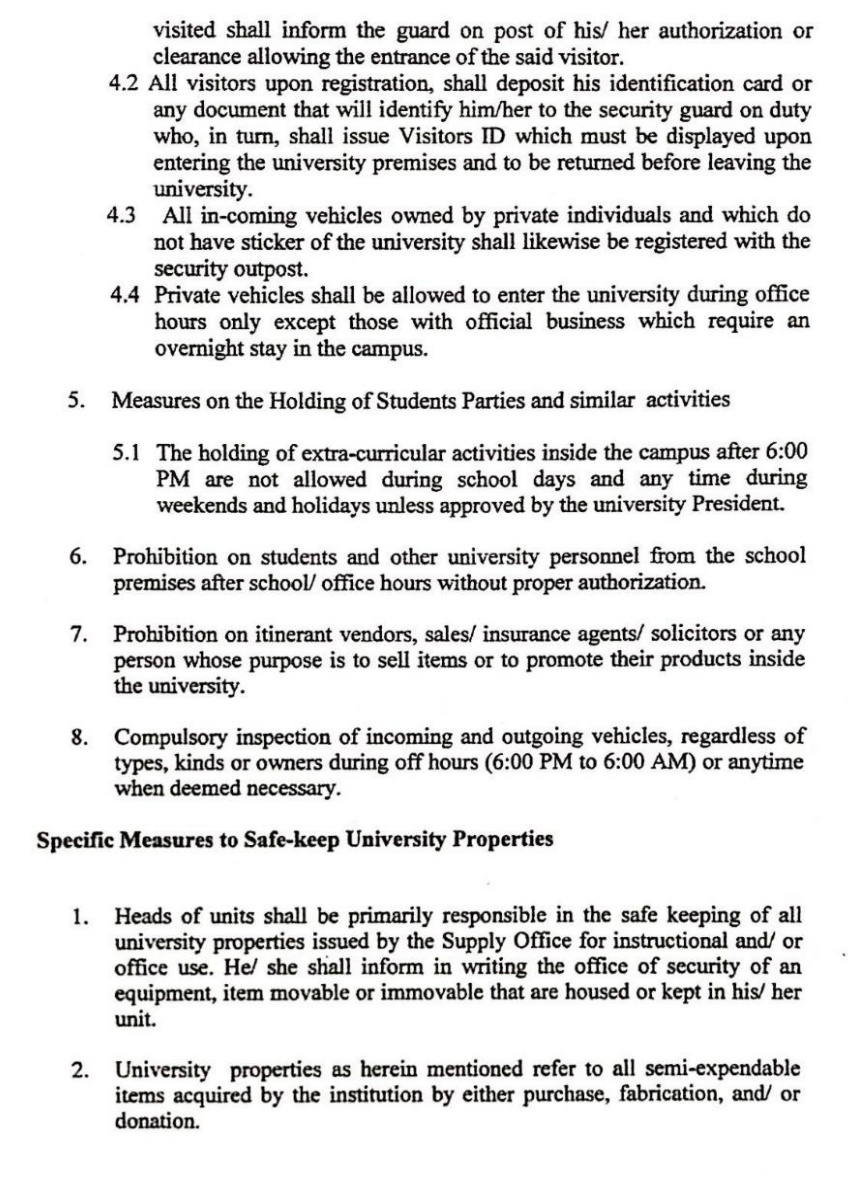 visited shall inform the guard on post of his/ her authorization or
clearance allowing the entrance of the said visitor.
4.2 All visitors upon registration, shall deposit his identification card or
any document that will identify him/her to the security guard on duty
who, in turn, shall issue Visitors ID which must be displayed upon
entering the university premises and to be returned before leaving the
university.
4.3 All in-coming vehicles owned by private individuals and which do
not have sticker of the university shall likewise be registered with the
security outpost.
4.4 Private vehicles shall be allowed to enter the university during office
hours only except those with official business which require an
overnight stay in the campus.
5. Measures on the Holding of Students Parties and similar activities
5.1 The holding of extra-curricular activities inside the campus after 6:00
PM are not allowed during school days and any time during
weekends and holidays unless approved by the university President.
6. Prohibition on students and other university personnel from the school
premises after school/ office hours without proper authorization.
7. Prohibition on itinerant vendors, sales/ insurance agents/ solicitors or any
person whose purpose is to sell items or to promote their products inside
the university.
8. Compulsory inspection of incoming and outgoing vehicles, regardless of
types, kinds or owners during off hours (6:00 PM to 6:00 AM) or anytime
when deemed necessary.
Specific Measures to Safe-keep University Properties
1. Heads of units shall be primarily responsible in the safe keeping of all
university properties issued by the Supply Office for instructional and/ or
office use. He/ she shall inform in writing the office of security of an
equipment, item movable or immovable that are housed or kept in his/ her
unit.
2. University properties as herein mentioned refer to all semi-expendable
items acquired by the institution by either purchase, fabrication, and/ or
donation.